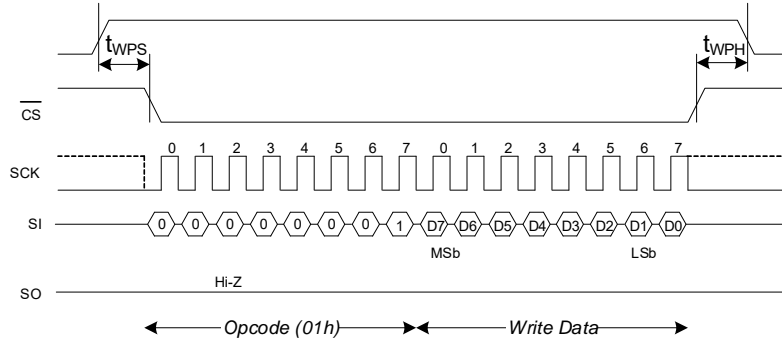 tWPS tWPH
CS
0 1 2 3 4 5 6 7 0 1 2 3 4 5 6 7
SCK
SI 0 0 0 0 0 0 0 1 D7 D6 D5 D4 D3 D2 D1 D0
MSb LSb
Hi-Z
SO
Opcode (01h) Write Data